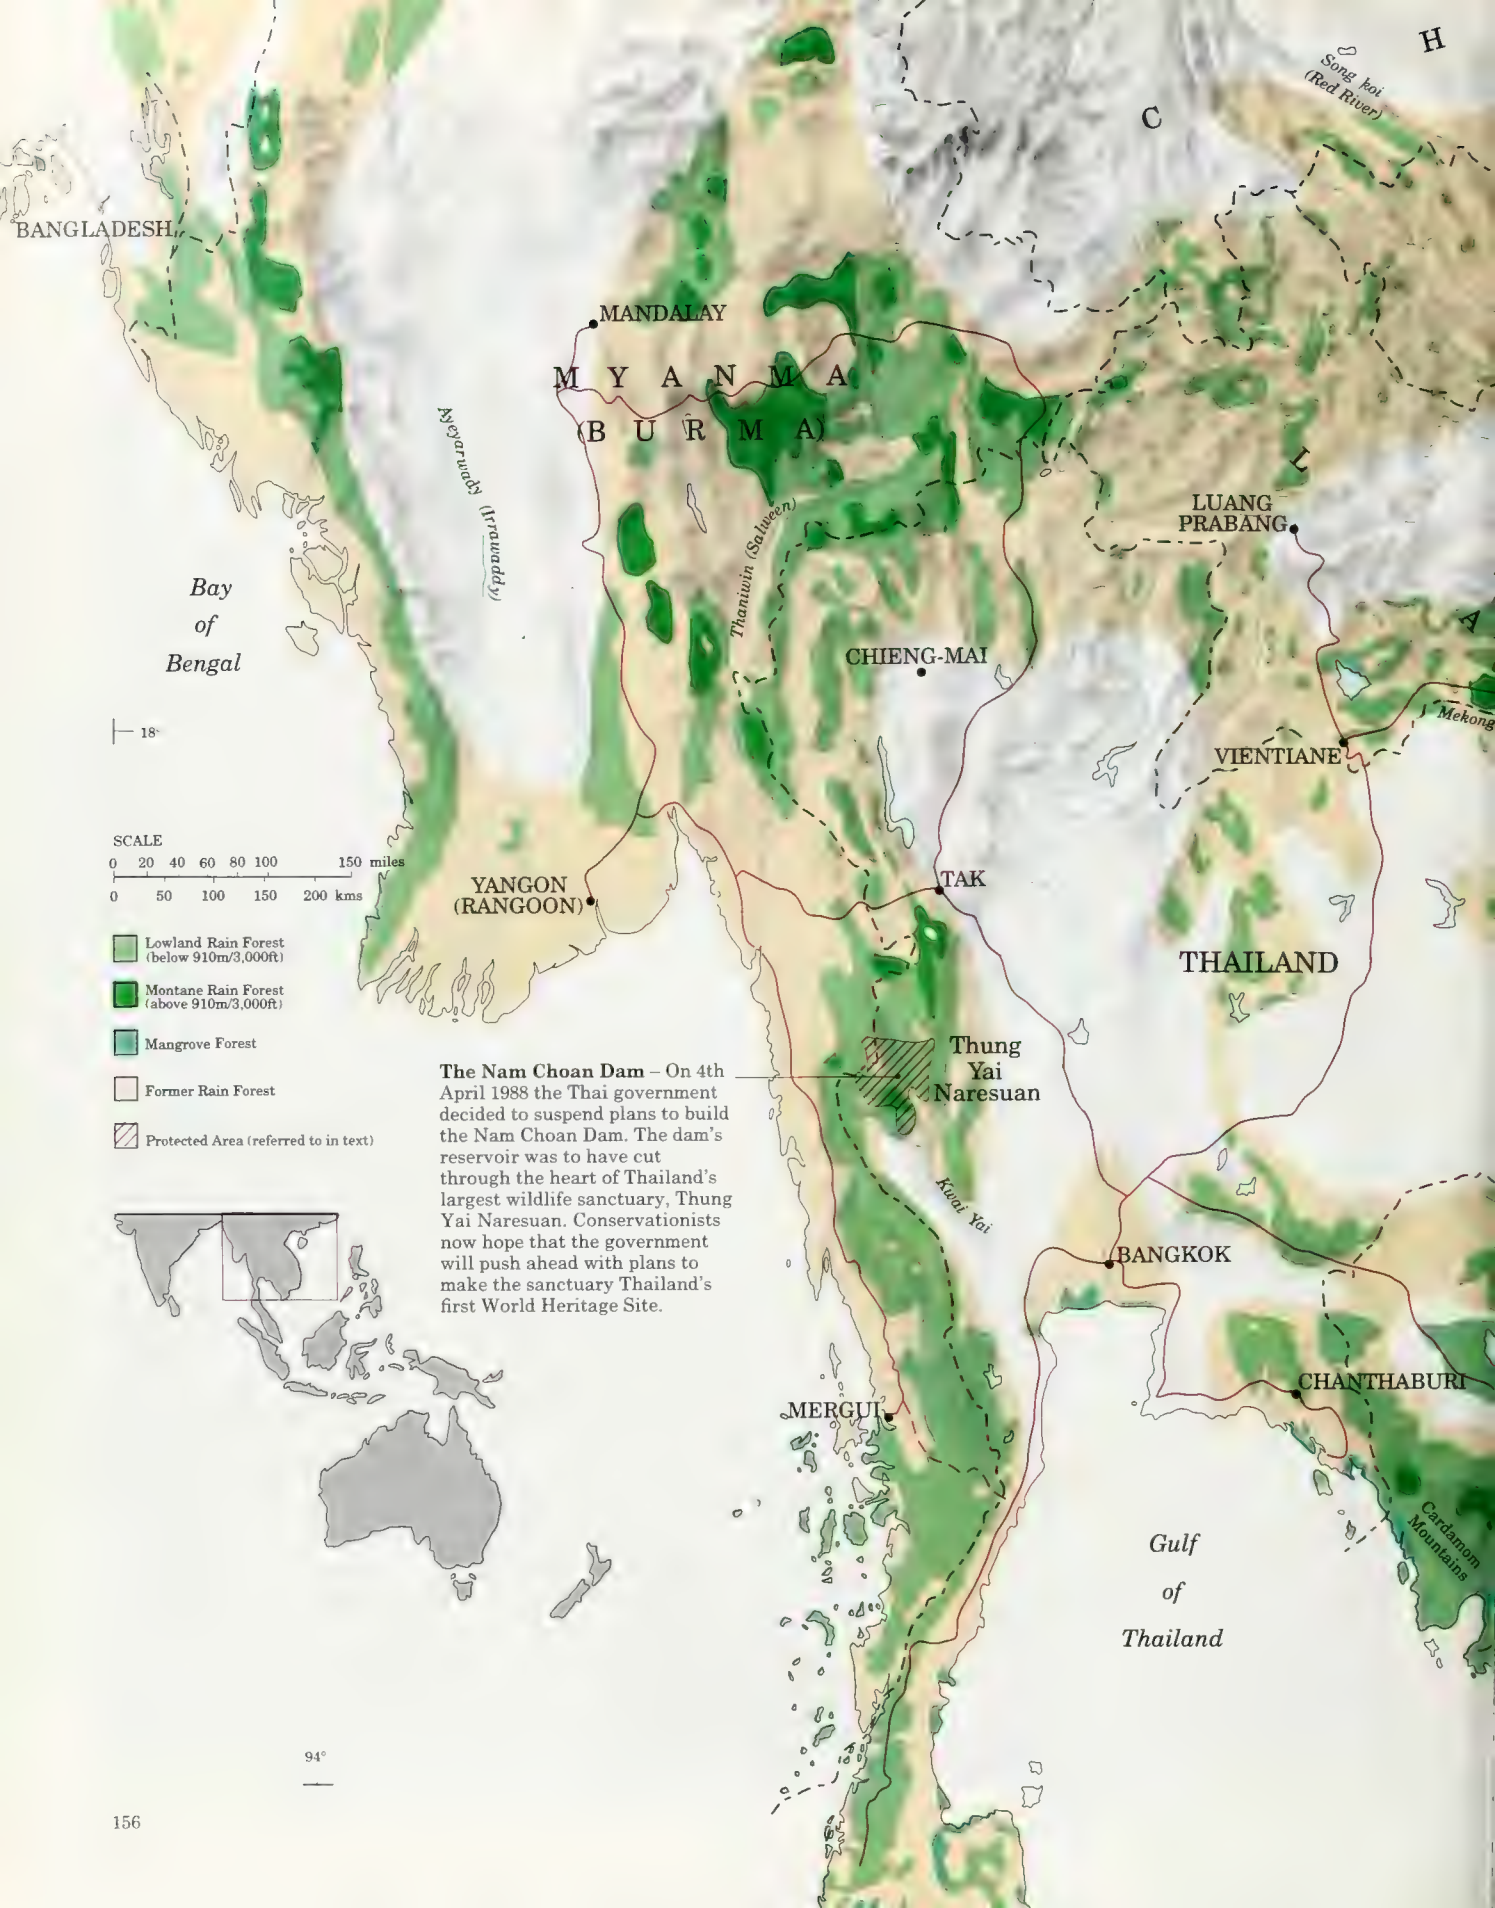 H
Song koi
(Red River)
C
BANGLADESH
MANDALAY
M Y A N M A
(B U R M A)
Ayeyarwady (Irrawaddy)
Thanlwin (Salween)
L
LUANG
PRABANG
A
Bay
of
Bengal
CHIENG-MAI
Mekong
18°
VIENTIANE
SCALE
0 20 40 60 80 100 150 miles
0 50 100 150 200 kms
YANGON
(RANGOON)
TAK
THAILAND
Lowland Rain Forest
(below 910m/3,000ft)
Montane Rain Forest
(above 910m/3,000ft)
Mangrove Forest
Former Rain Forest
Protected Area (referred to in text)
The Nam Choan Dam – On 4th
April 1988 the Thai government
decided to suspend plans to build
the Nam Choan Dam. The dam's
reservoir was to have cut
through the heart of Thailand's
largest wildlife sanctuary, Thung
Yai Naresuan. Conservationists
now hope that the government
will push ahead with plans to
make the sanctuary Thailand's
first World Heritage Site.
Thung
Yai
Naresuan
Kwai Yai
BANGKOK
CHANTHABURI
MERGUI
Cardamom
Mountains
Gulf
of
Thailand
94°
156